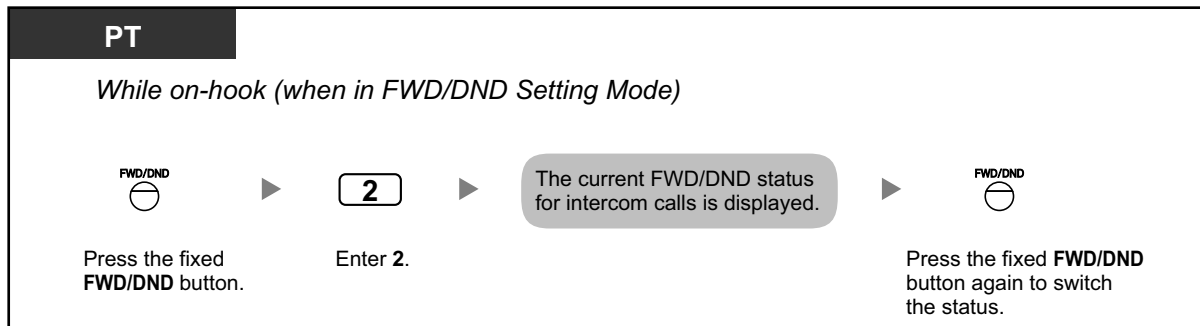 PT
While on-hook (when in FWD/DND Setting Mode)
FWD/DND
2
The current FWD/DND status
for intercom calls is displayed.
FWD/DND
Press the fixed
FWD/DND button.
Enter 2.
Press the fixed FWD/DND
button again to switch
the status.